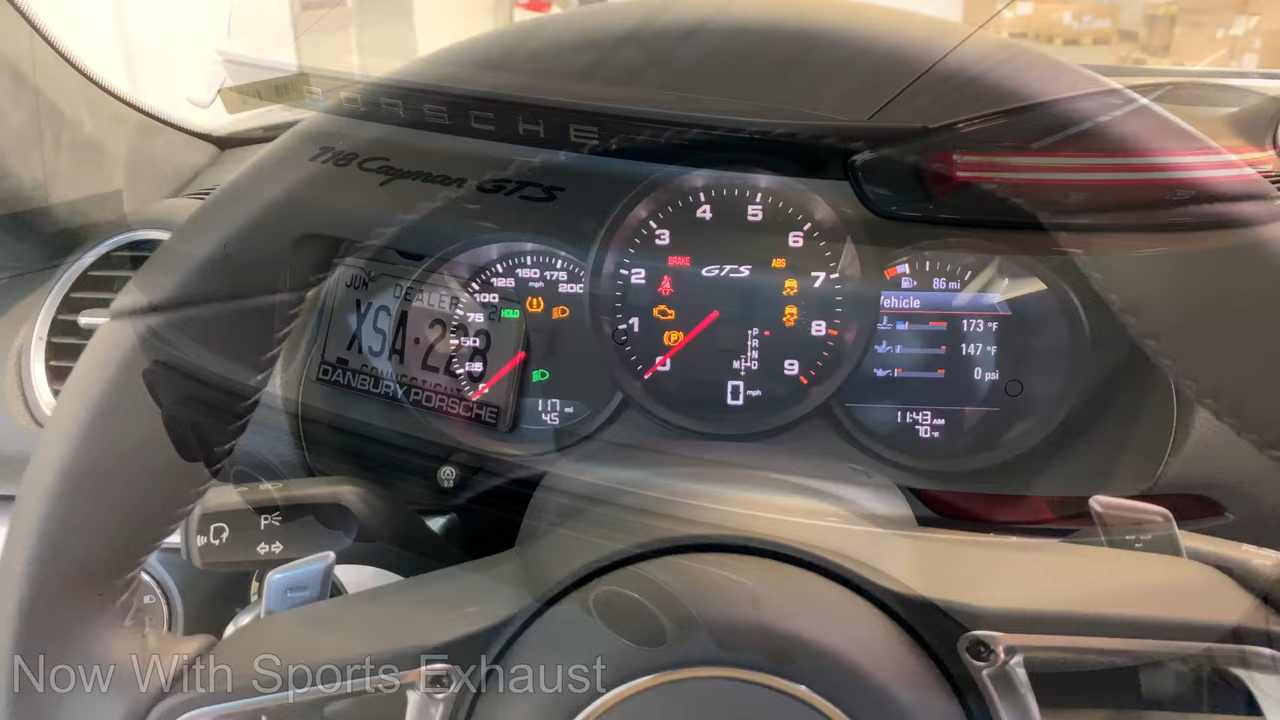 PORSCHE
718 Cayman GTS
JUN
DEALER
XSA·228
CONNECTICUT
DANBURY PORSCHE
0 25 50 75 100 125 150 175 200
mph
HOLD
117 mi
45
0 1 2 3 4 5 6 7 8 9
BRAKE
ABS
GTS
P
R
N
M D
+
0 mph
86 mi
Vehicle
173 °F
147 °F
0 psi
11:43 AM
70 °F
P
Now With Sports Exhaust